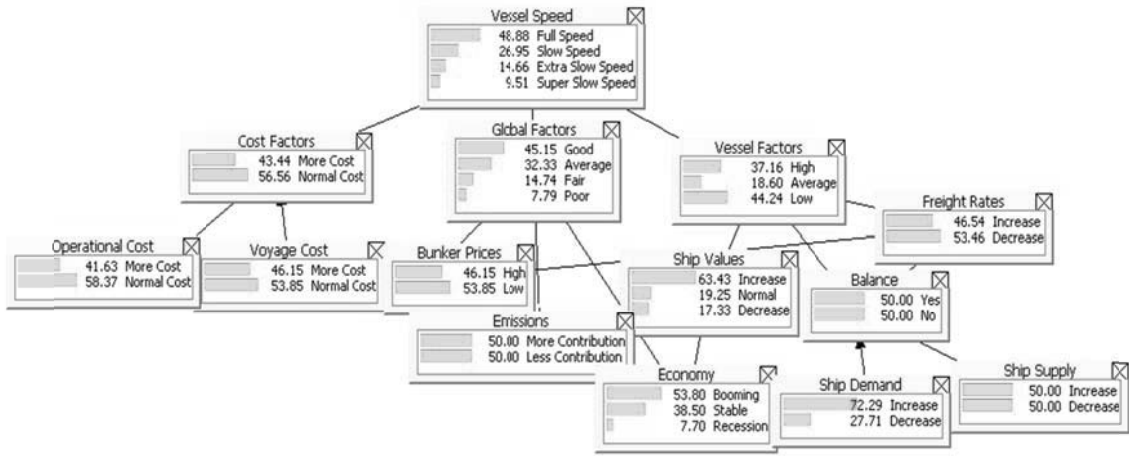 Vessel Speed
48.88 Full Speed
26.95 Slow Speed
14.66 Extra Slow Speed
9.51 Super Slow Speed
Cost Factors
43.44 More Cost
56.56 Normal Cost
Global Factors
45.15 Good
32.33 Average
14.74 Fair
7.79 Poor
Vessel Factors
37.16 High
18.60 Average
44.24 Low
Freight Rates
46.54 Increase
53.46 Decrease
Operational Cost
41.63 More Cost
58.37 Normal Cost
Voyage Cost
46.15 More Cost
53.85 Normal Cost
Bunker Prices
46.15 High
53.85 Low
Ship Values
63.43 Increase
19.25 Normal
17.33 Decrease
Balance
50.00 Yes
50.00 No
Emissions
50.00 More Contribution
50.00 Less Contribution
Economy
53.80 Booming
38.50 Stable
7.70 Recession
Ship Demand
72.29 Increase
27.71 Decrease
Ship Supply
50.00 Increase
50.00 Decrease